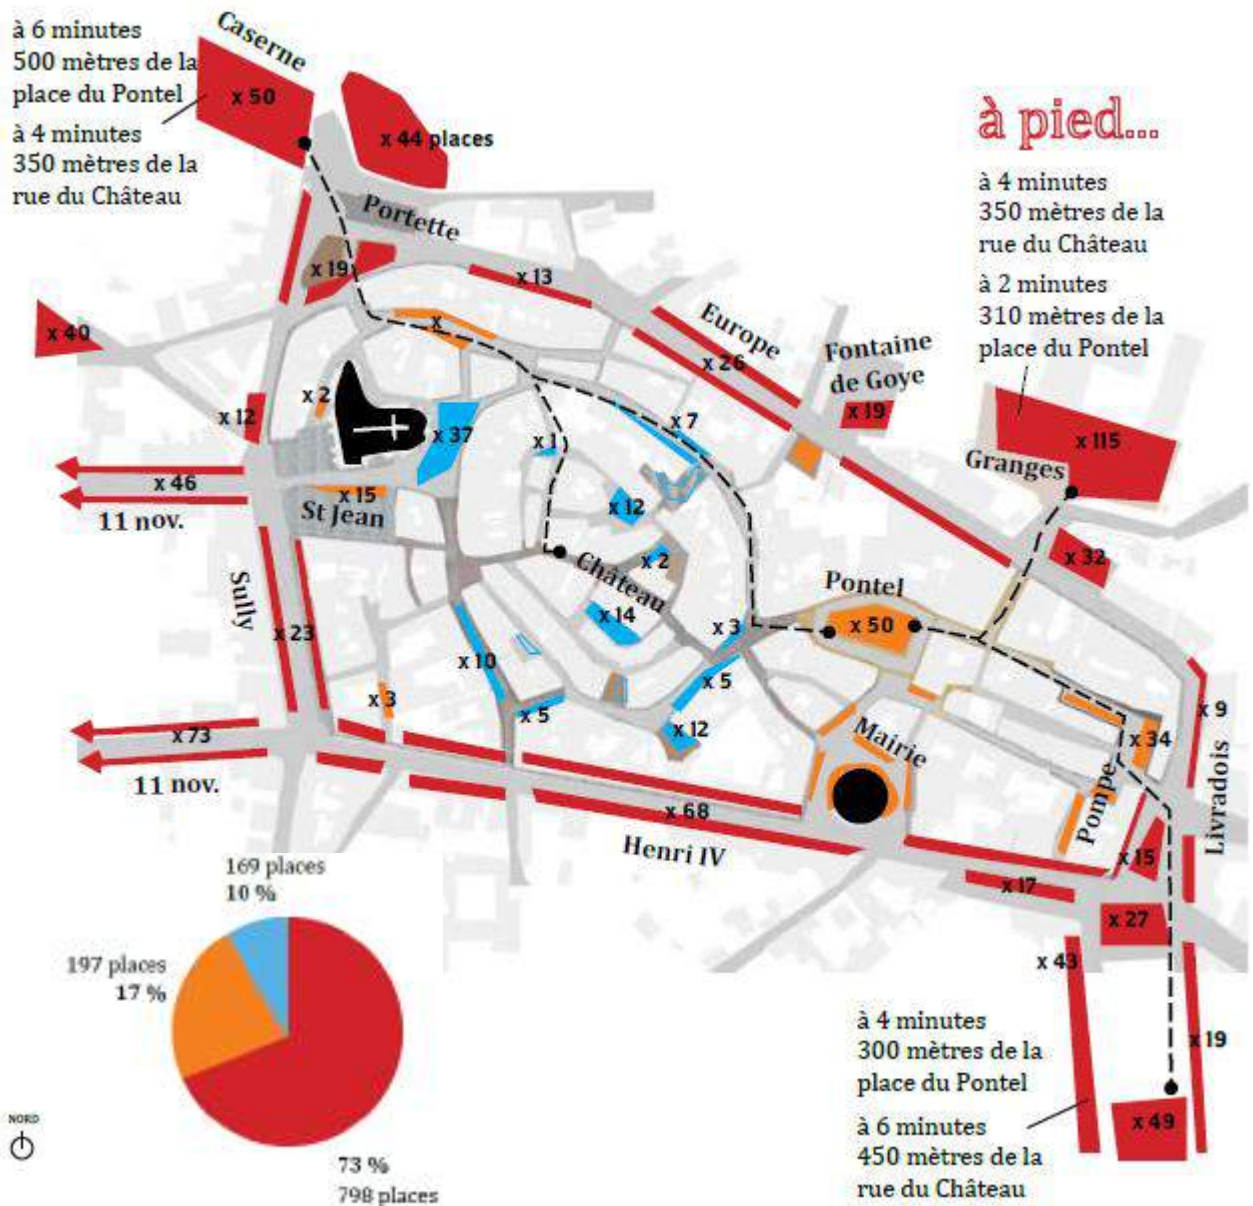 à 6 minutes
500 mètres de la
place du Pontel
à 4 minutes
350 mètres de la
rue du Château
Caserne
x 50
x 44 places
à pied...
à 4 minutes
350 mètres de la
rue du Château
à 2 minutes
310 mètres de la
place du Pontel
Portette
x 19
x 13
x 40
x
Europe
x 26
Fontaine
de Goye
x 19
x 2
x 12
x 37
x 1
x 7
x 115
Granges
x 46
11 nov.
x 15
St Jean
x 12
x 2
Château
x 32
Pontel
x 50
Sully
x 14
x 3
x 23
x 10
x 5
x 3
x 5
x 12
x 9
x 34
Mairie
x 73
11 nov.
Pompe
Livradois
x 68
Henri IV
x 15
x 17
x 27
x 43
x 19
x 49
169 places
10 %
197 places
17 %
73 %
798 places
NORD
à 4 minutes
300 mètres de la
place du Pontel
à 6 minutes
450 mètres de la
rue du Château